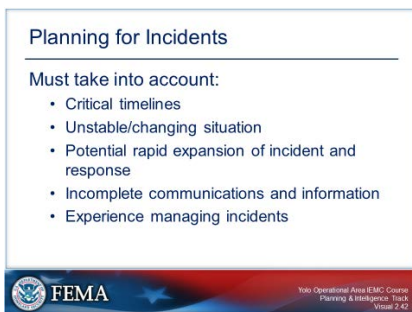 Planning for Incidents
Must take into account:
• Critical timelines
• Unstable/changing situation
• Potential rapid expansion of incident and
response
• Incomplete communications and information
• Experience managing incidents
FEMA
Yolo Operational Area IEMC Course
Planning & Intelligence Track
Visual 2.42